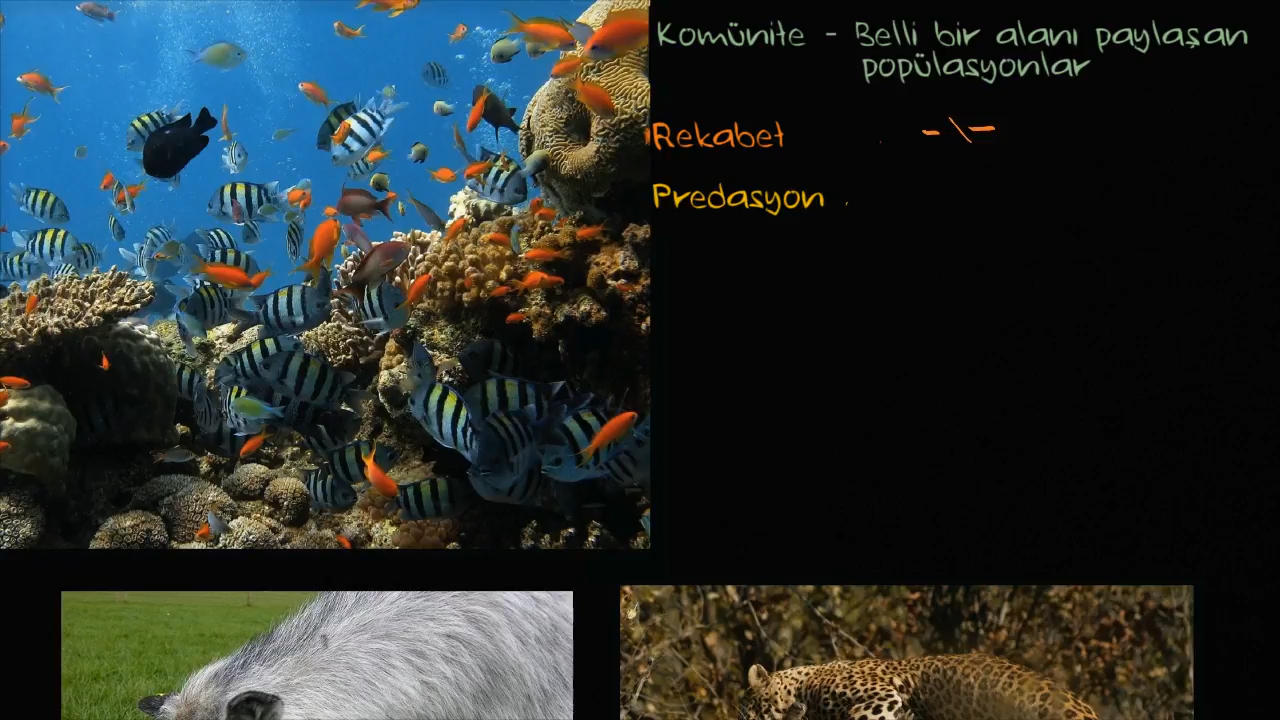 Komünite - Belli bir alanı paylaşan
popülasyonlar
Rekabet - \ -
Predasyon